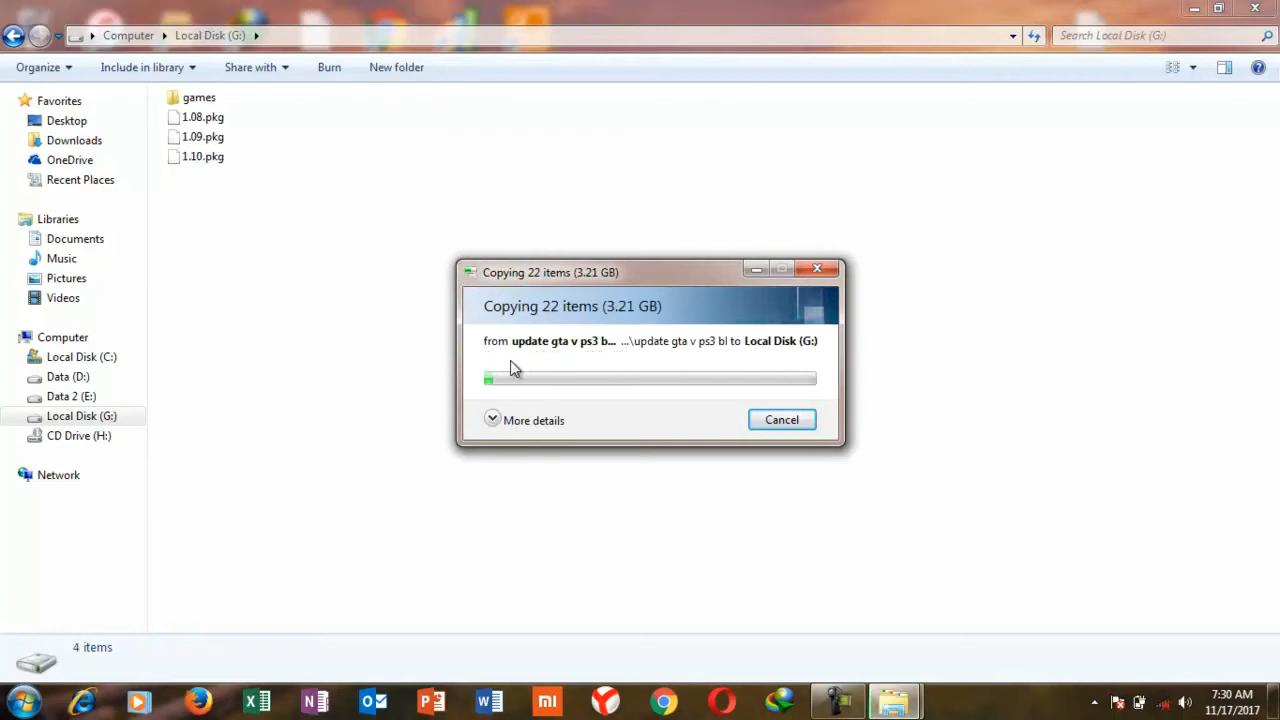 Computer Local Disk (G:)
Search Local Disk (G:)
Organize Include in library Share with Burn New folder
Favorites
Desktop
Downloads
OneDrive
Recent Places
Libraries
Documents
Music
Pictures
Videos
Computer
Local Disk (C:)
Data (D:)
Data 2 (E:)
Local Disk (G:)
CD Drive (H:)
Network
games
1.08.pkg
1.09.pkg
1.10.pkg
Copying 22 items (3.21 GB)
Copying 22 items (3.21 GB)
from update gta v ps3 b... ...\update gta v ps3 bl to Local Disk (G:)
More details
Cancel
4 items
7:30 AM
11/17/2017